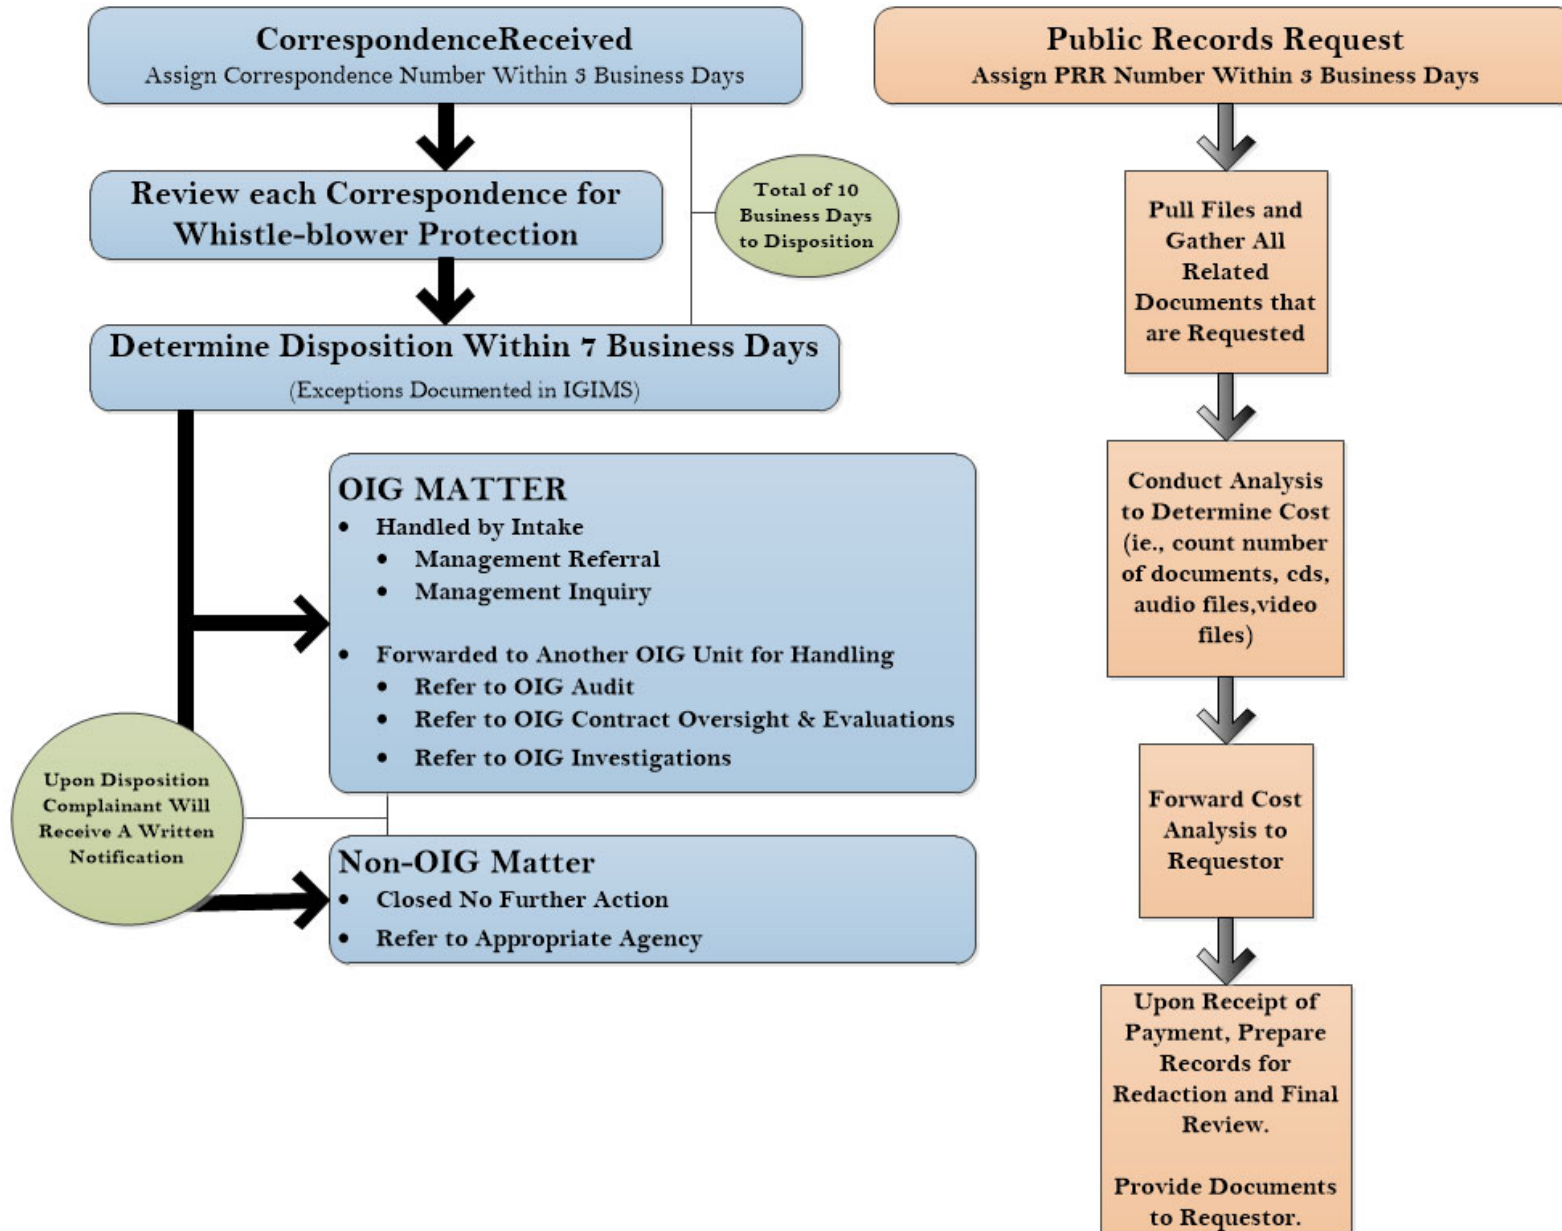 CorrespondenceReceived
Assign Correspondence Number Within 3 Business Days
Review each Correspondence for
Whistle-blower Protection
Total of 10
Business Days
to Disposition
Determine Disposition Within 7 Business Days
(Exceptions Documented in IGIMS)
OIG MATTER
• Handled by Intake
• Management Referral
• Management Inquiry
• Forwarded to Another OIG Unit for Handling
• Refer to OIG Audit
• Refer to OIG Contract Oversight & Evaluations
• Refer to OIG Investigations
Upon Disposition
Complainant Will
Receive A Written
Notification
Non-OIG Matter
• Closed No Further Action
• Refer to Appropriate Agency
Public Records Request
Assign PRR Number Within 3 Business Days
Pull Files and
Gather All
Related
Documents that
are Requested
Conduct Analysis
to Determine Cost
(ie., count number
of documents, cds,
audio files,video
files)
Forward Cost
Analysis to
Requestor
Upon Receipt of
Payment, Prepare
Records for
Redaction and Final
Review.
Provide Documents
to Requestor.